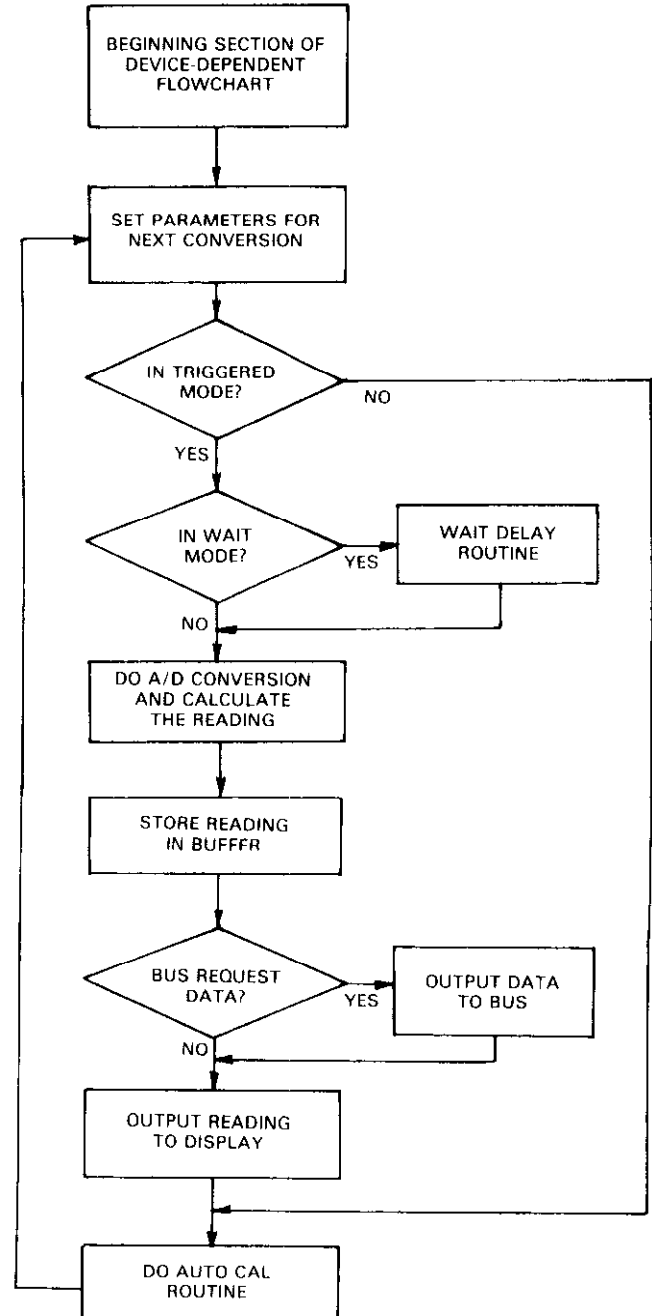 BEGINNING SECTION OF
DEVICE-DEPENDENT
FLOWCHART
SET PARAMETERS FOR
NEXT CONVERSION
IN TRIGGERED
MODE?
NO
YES
IN WAIT
MODE?
YES
WAIT DELAY
ROUTINE
NO
DO A/D CONVERSION
AND CALCULATE
THE READING
STORE READING
IN BUFFFR
BUS REQUEST
DATA?
YES
OUTPUT DATA
TO BUS
NO
OUTPUT READING
TO DISPLAY
DO AUTO CAL
ROUTINE